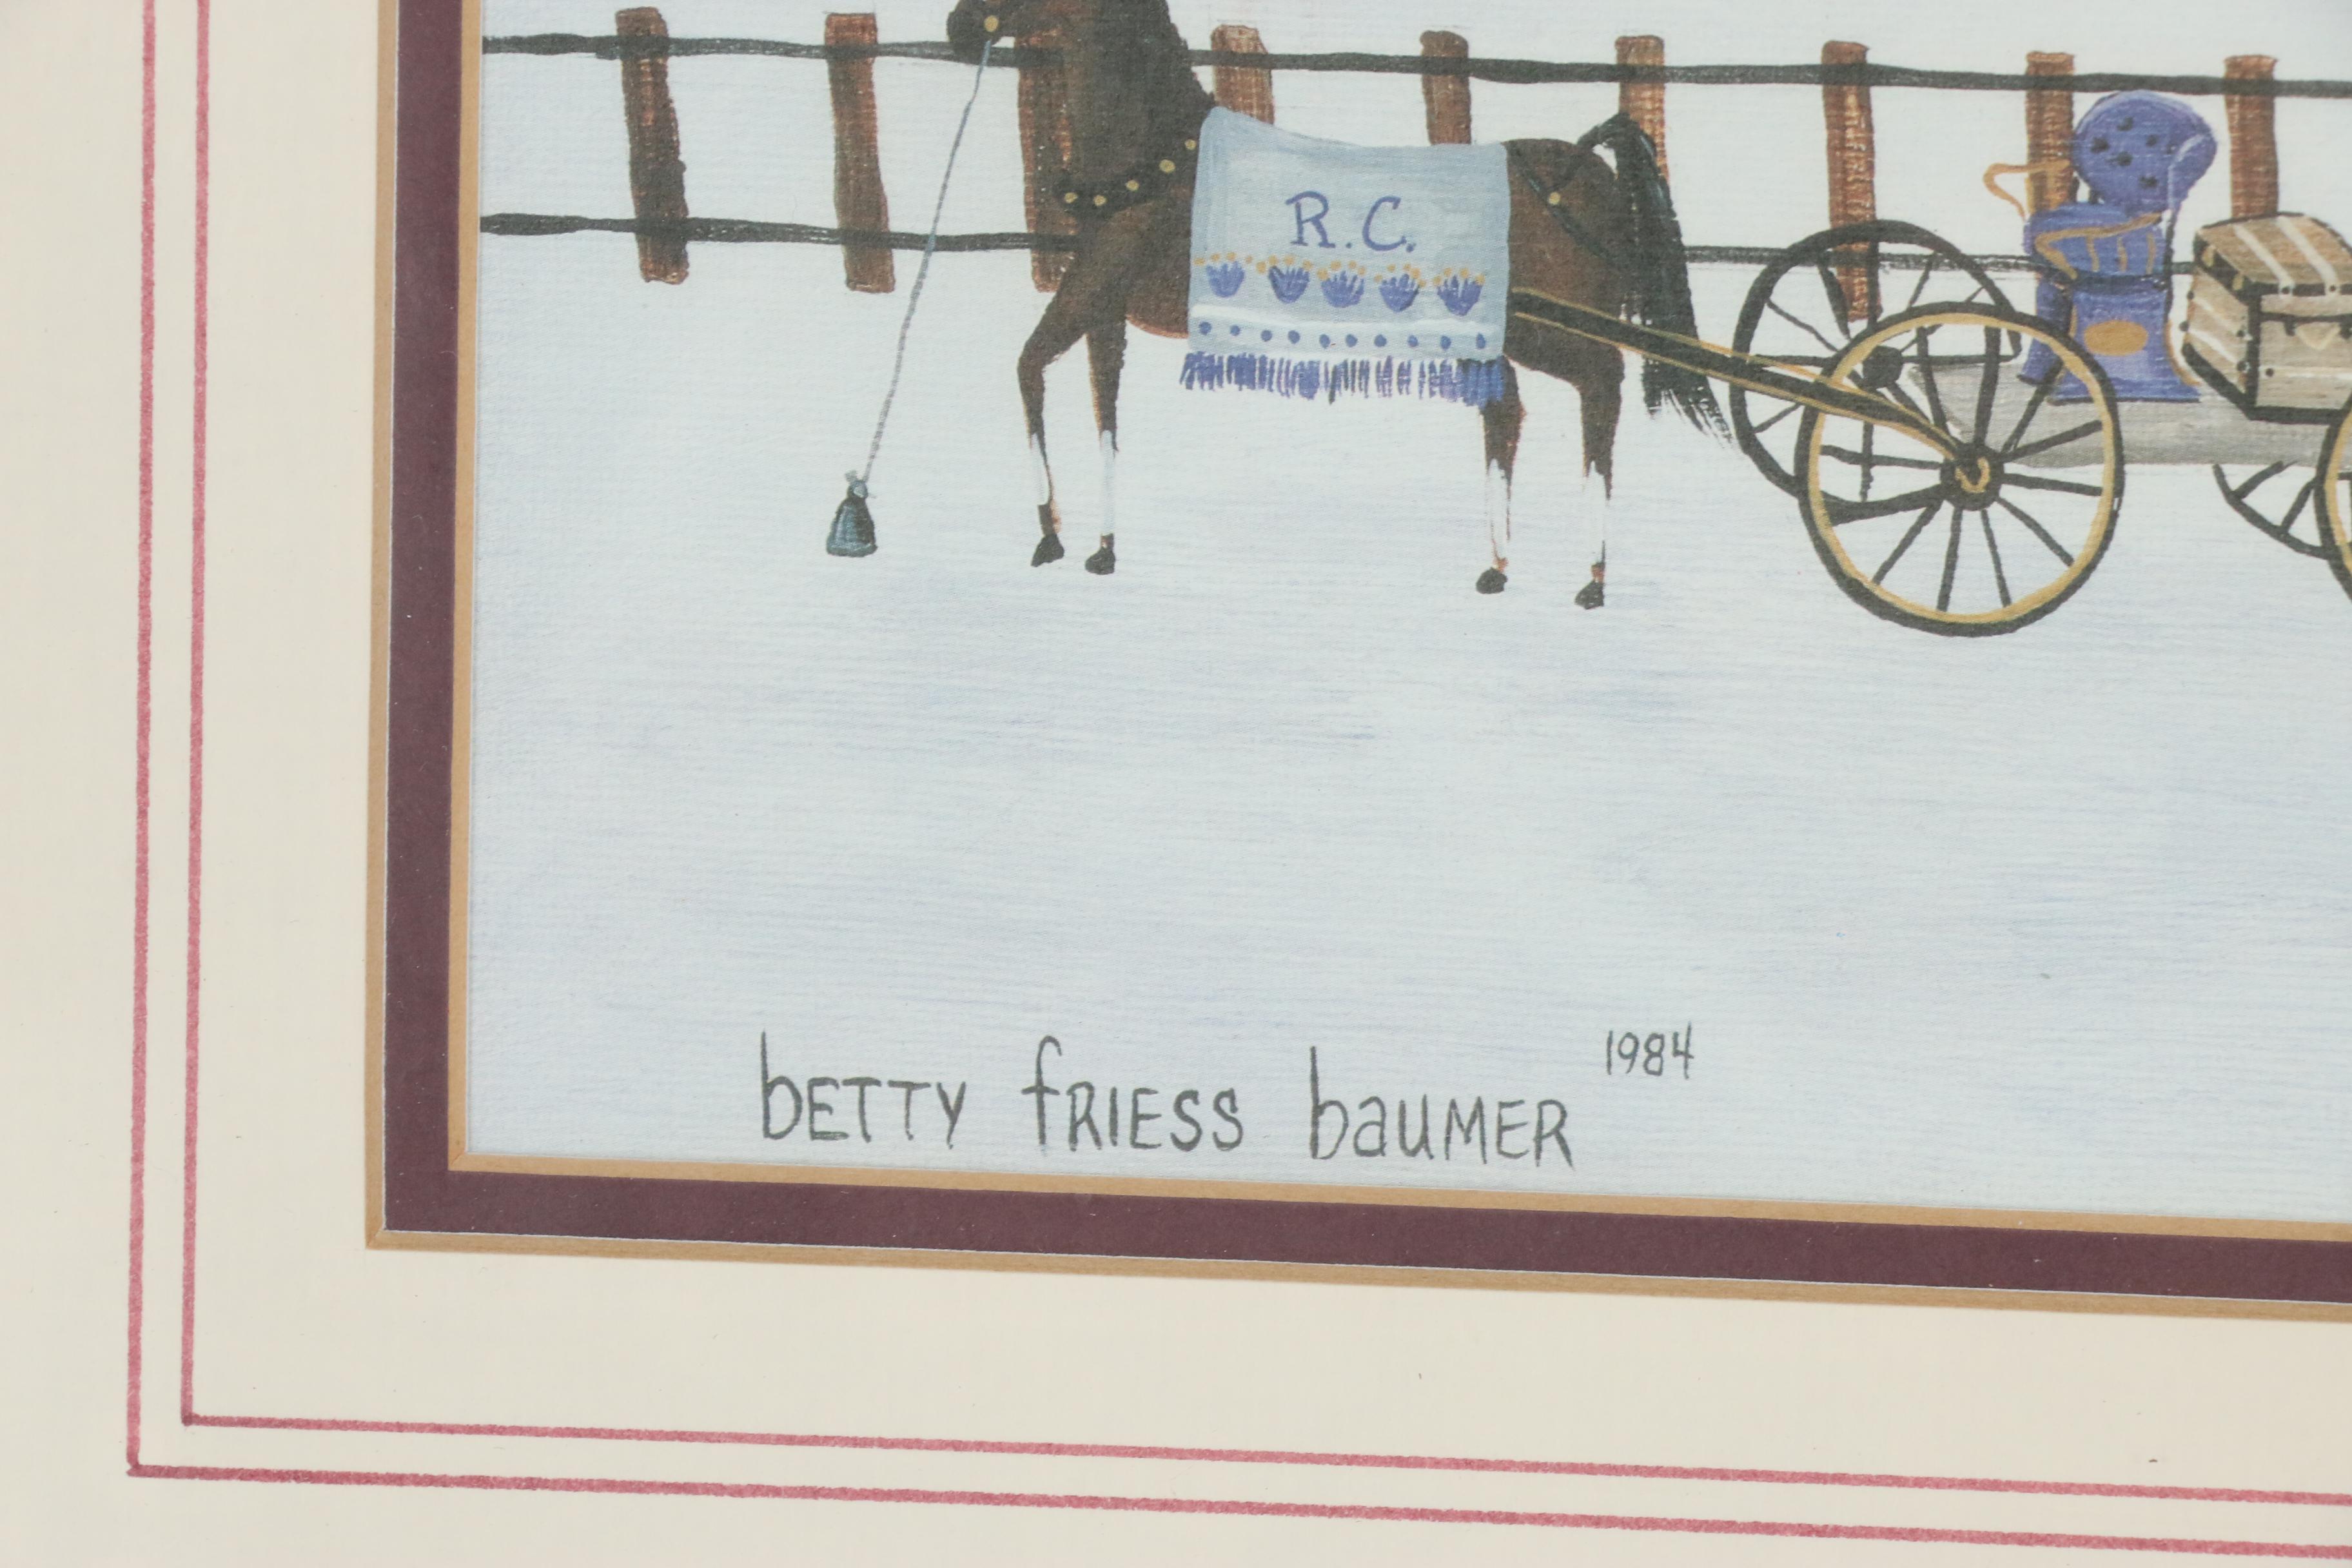 R.C.
bETTY fRIESS baumER 1984